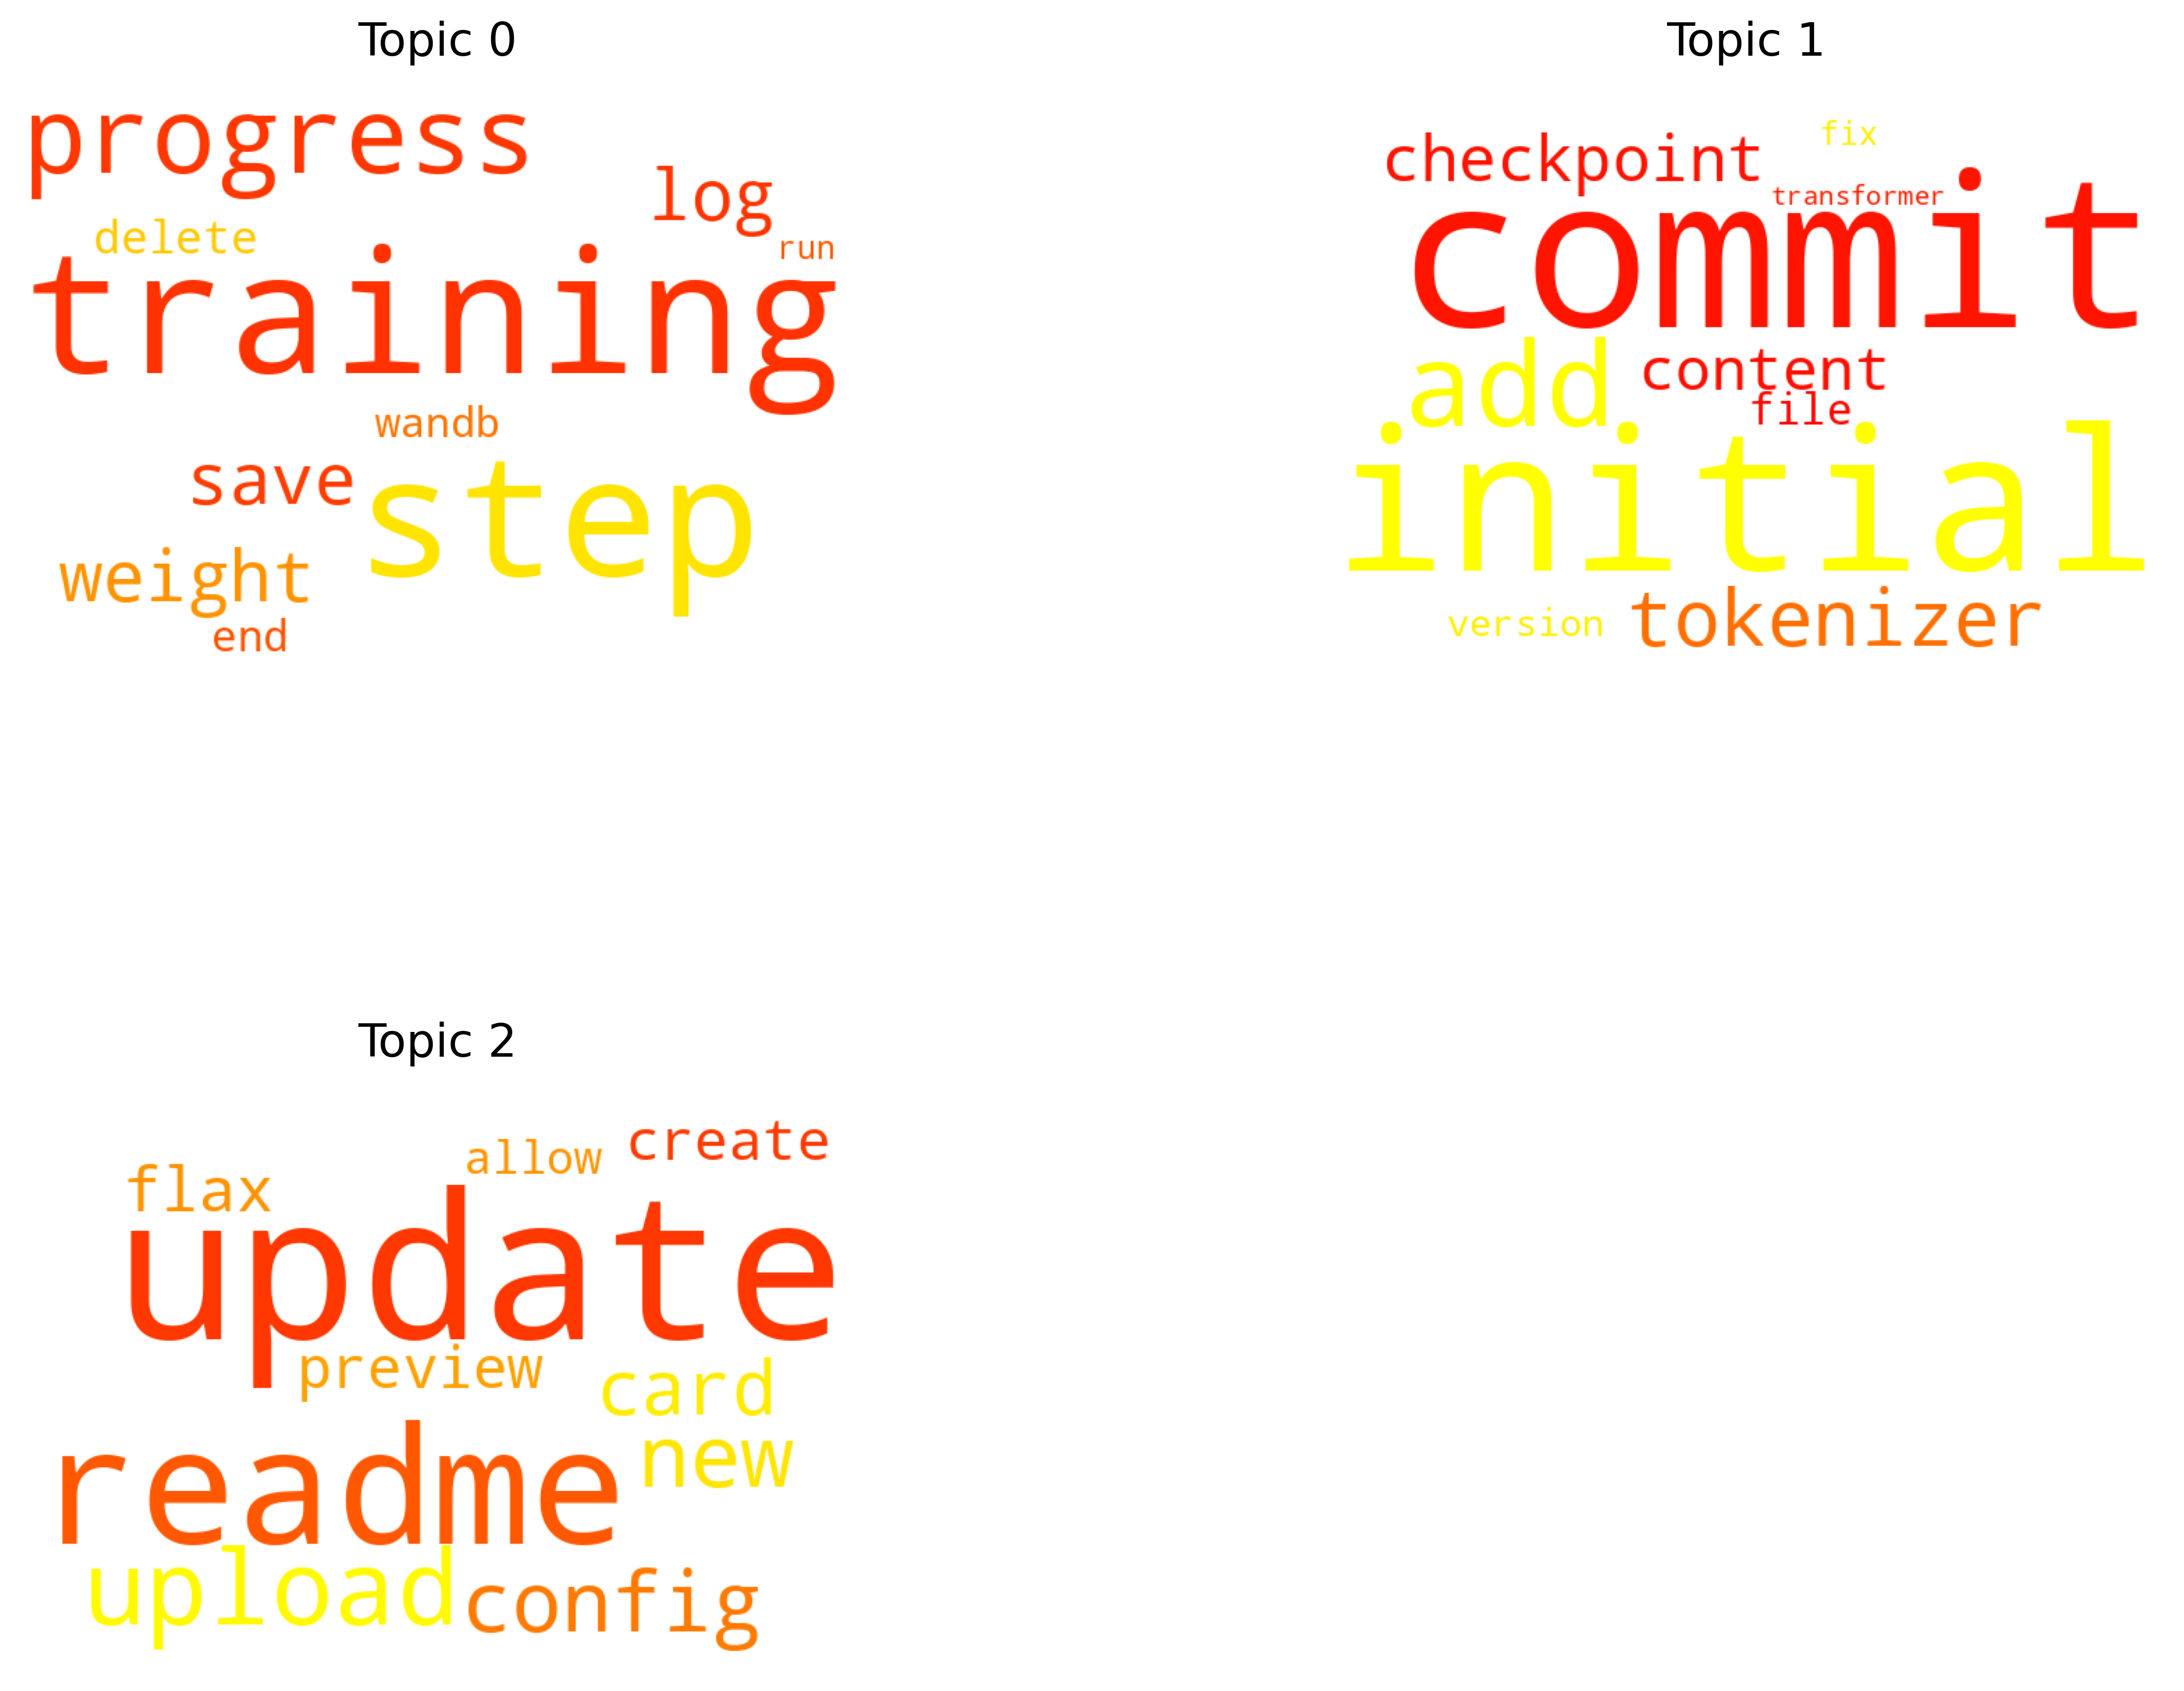 Topic 0
progress
log
delete
run
training
wandb
save
step
weight
end
Topic 1
fix
checkpoint
transformer
commit
add
content
file
initial
version
tokenizer
Topic 2
create
allow
flax
update
preview
card
new
readme
upload
config